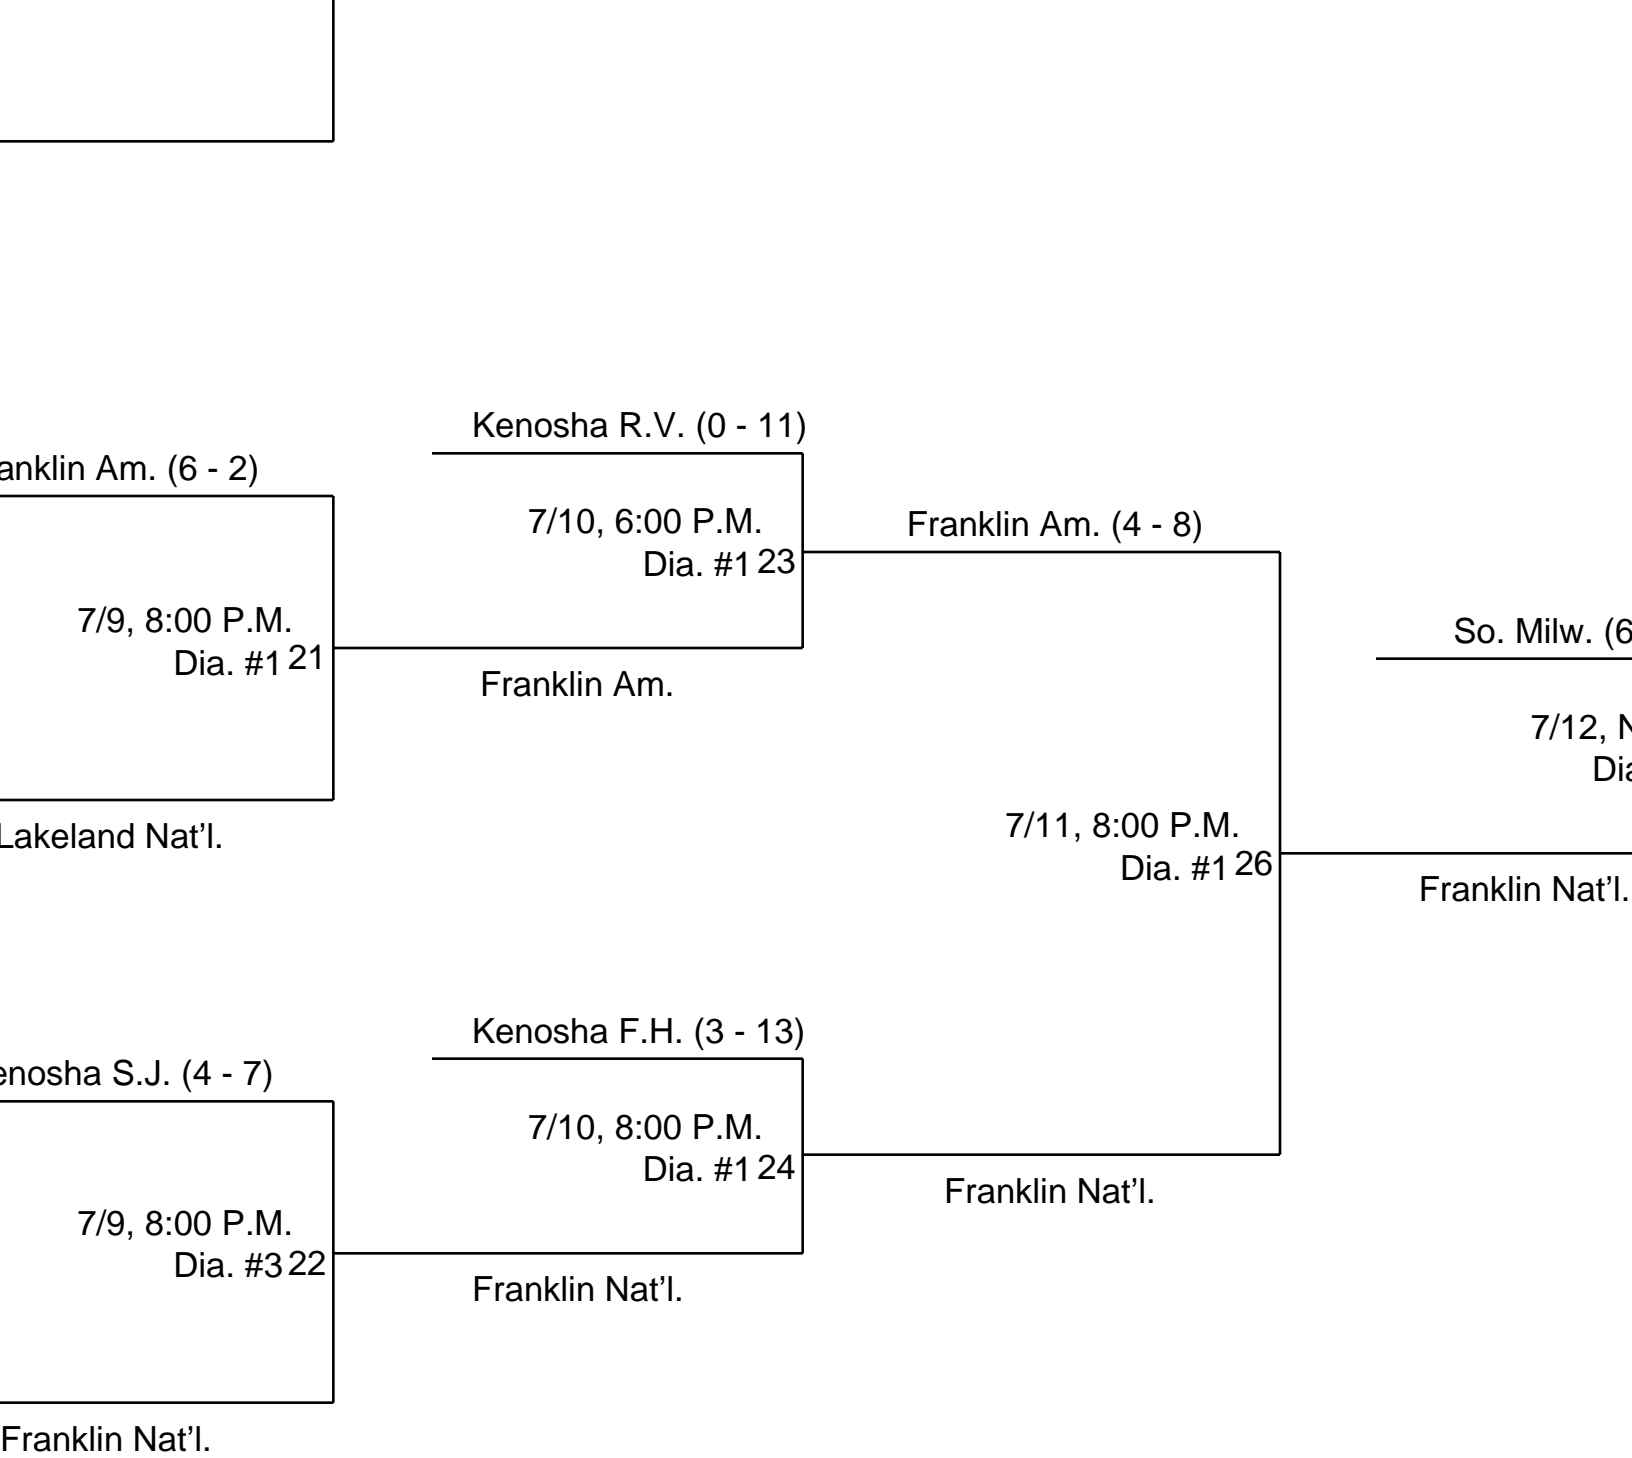 Kenosha R.V. (0 - 11)
anklin Am. (6 - 2)
7/10, 6:00 P.M.
Dia. #1 23
Franklin Am. (4 - 8)
7/9, 8:00 P.M.
Dia. #1 21
So. Milw. (6
Franklin Am.
7/12, N
Dia
Lakeland Nat'l.
7/11, 8:00 P.M.
Dia. #1 26
Franklin Nat'l.
Kenosha F.H. (3 - 13)
enosha S.J. (4 - 7)
7/10, 8:00 P.M.
Dia. #1 24
Franklin Nat'l.
7/9, 8:00 P.M.
Dia. #3 22
Franklin Nat'l.
Franklin Nat'l.